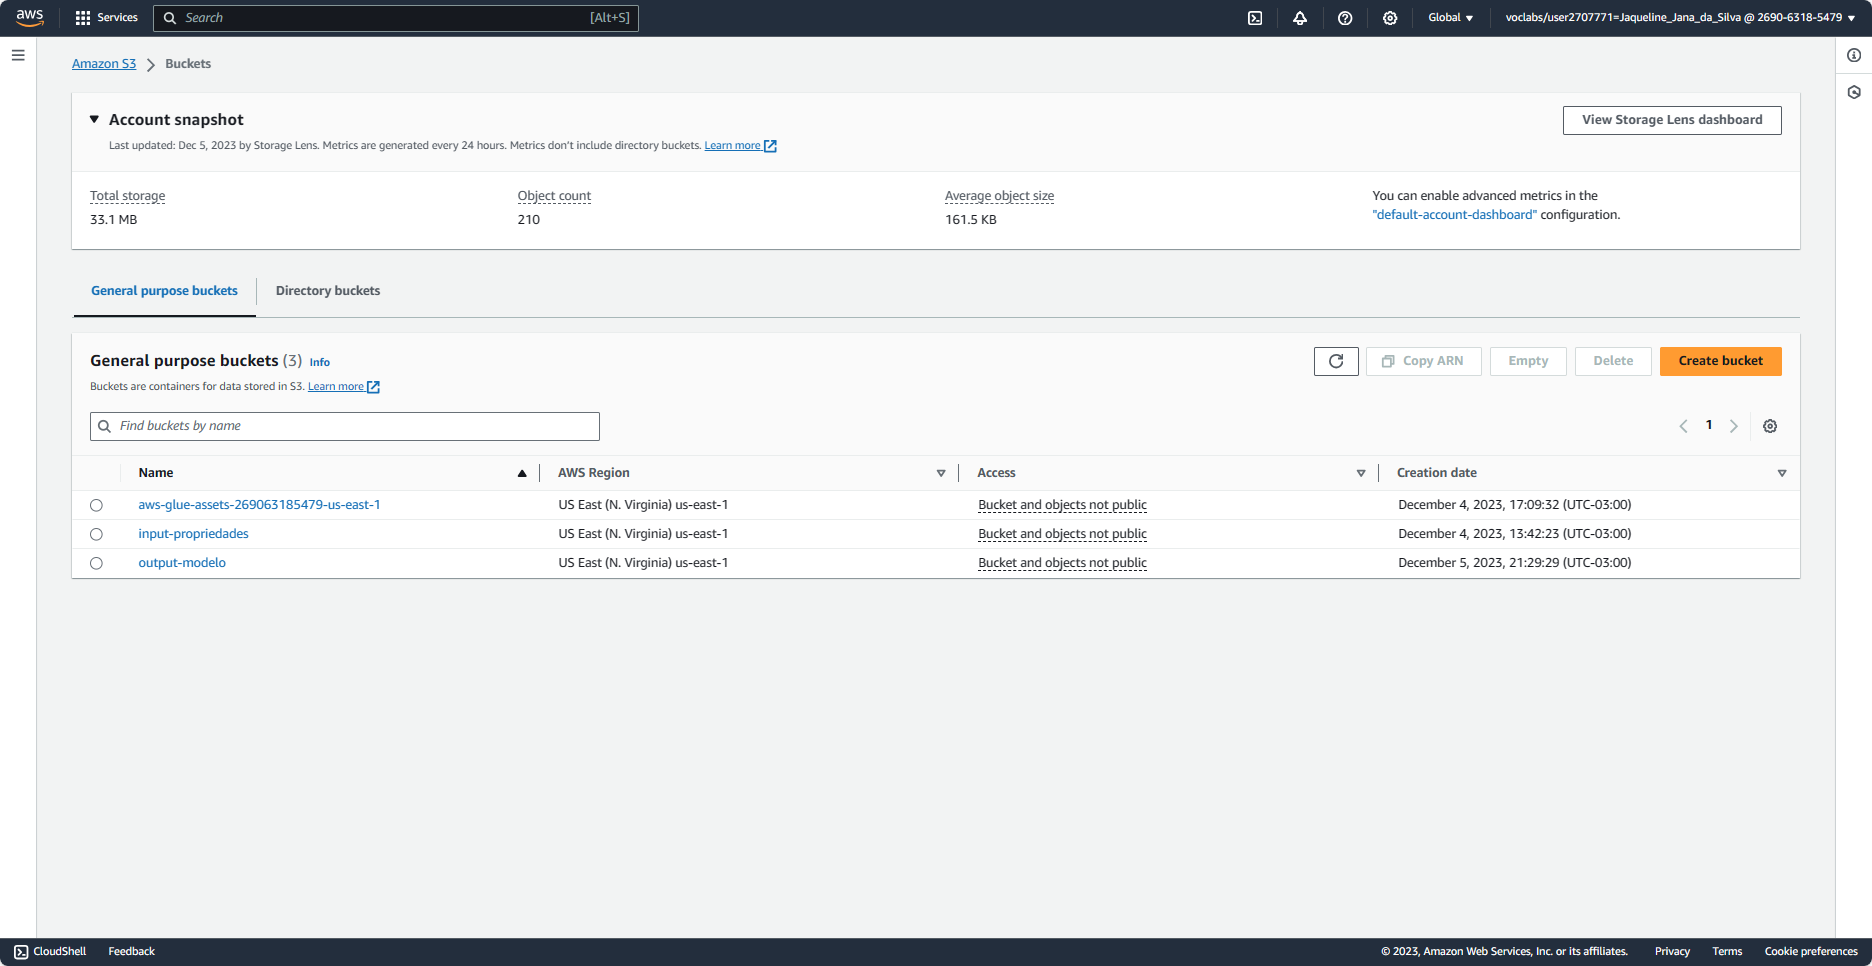 aws Services Search [Alt+S] Global voclabs/user2707771=Jaqueline_Jana_da_Silva @ 2690-6318-5479
Amazon S3 Buckets
Account snapshot
View Storage Lens dashboard
Last updated: Dec 5, 2023 by Storage Lens. Metrics are generated every 24 hours. Metrics don't include directory buckets. Learn more
Total storage
33.1 MB
Object count
210
Average object size
161.5 KB
You can enable advanced metrics in the
"default-account-dashboard" configuration.
General purpose buckets Directory buckets
General purpose buckets (3) Info
Copy ARN Empty Delete Create bucket
Buckets are containers for data stored in S3. Learn more
Find buckets by name
1
Name AWS Region Access Creation date
aws-glue-assets-269063185479-us-east-1 US East (N. Virginia) us-east-1 Bucket and objects not public December 4, 2023, 17:09:32 (UTC-03:00)
input-propriedades US East (N. Virginia) us-east-1 Bucket and objects not public December 4, 2023, 13:42:23 (UTC-03:00)
output-modelo US East (N. Virginia) us-east-1 Bucket and objects not public December 5, 2023, 21:29:29 (UTC-03:00)
CloudShell Feedback © 2023, Amazon Web Services, Inc. or its affiliates. Privacy Terms Cookie preferences